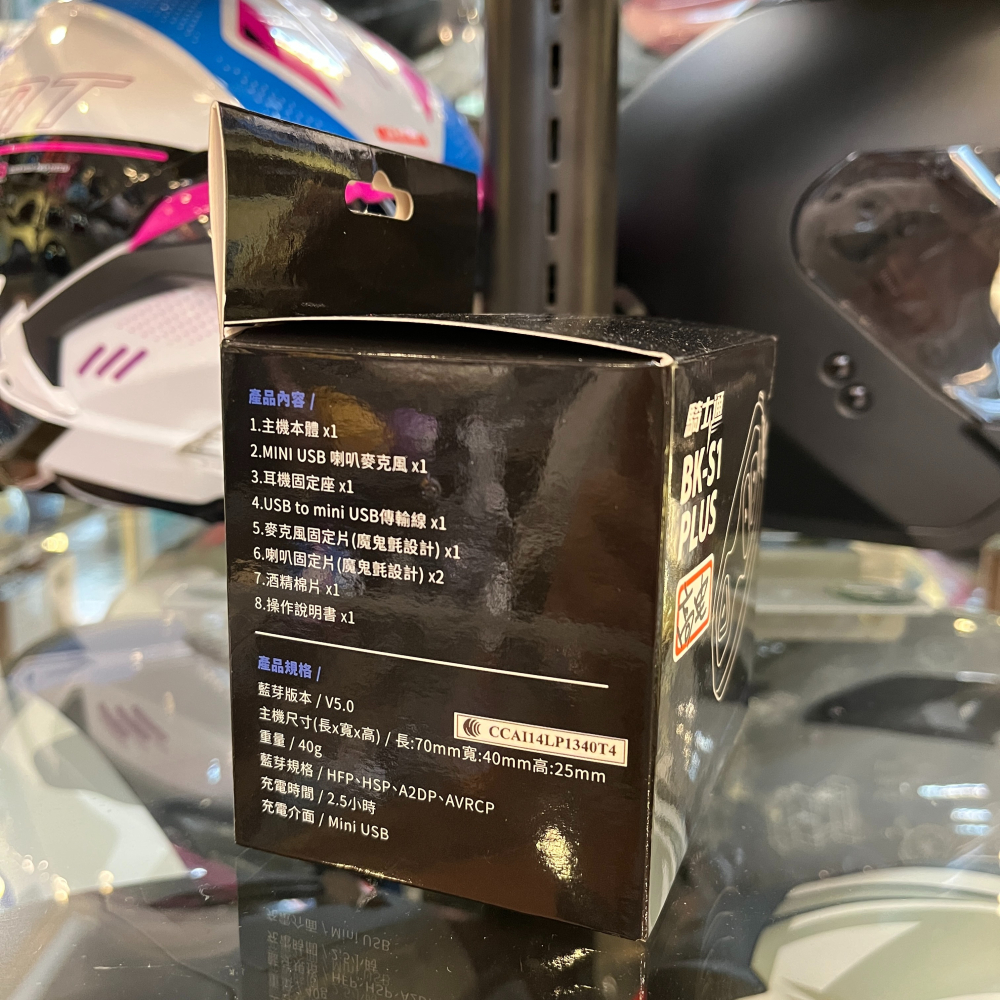 產品內容 /
1.主機本體 x1
2.MINI USB 喇叭麥克風 x1
3.耳機固定座 x1
4.USB to mini USB傳輸線 x1
5.麥克風固定片(魔鬼氈設計) x1
6.喇叭固定片(魔鬼氈設計) x2
7.酒精棉片 x1
8.操作說明書 x1
產品規格 /
藍芽版本 / V5.0
CCAI14LP1340T4
主機尺寸(長x寬x高) / 長:70mm寬:40mm高:25mm
重量 / 40g
藍芽規格 / HFP、HSP、A2DP、AVRCP
充電時間 / 2.5小時
充電介面 / Mini USB
騎士通
BK-S1
PLUS